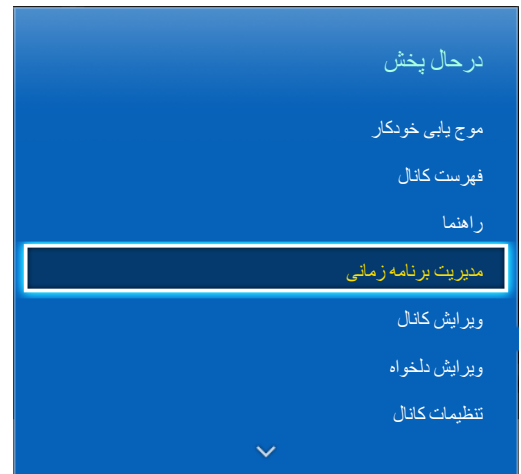 درحال پخش
موج یابی خودکار
فهرست کانال
راهنما
مدیریت برنامه زمانی
ویرایش کانال
ویرایش دلخواه
تنظیمات کانال